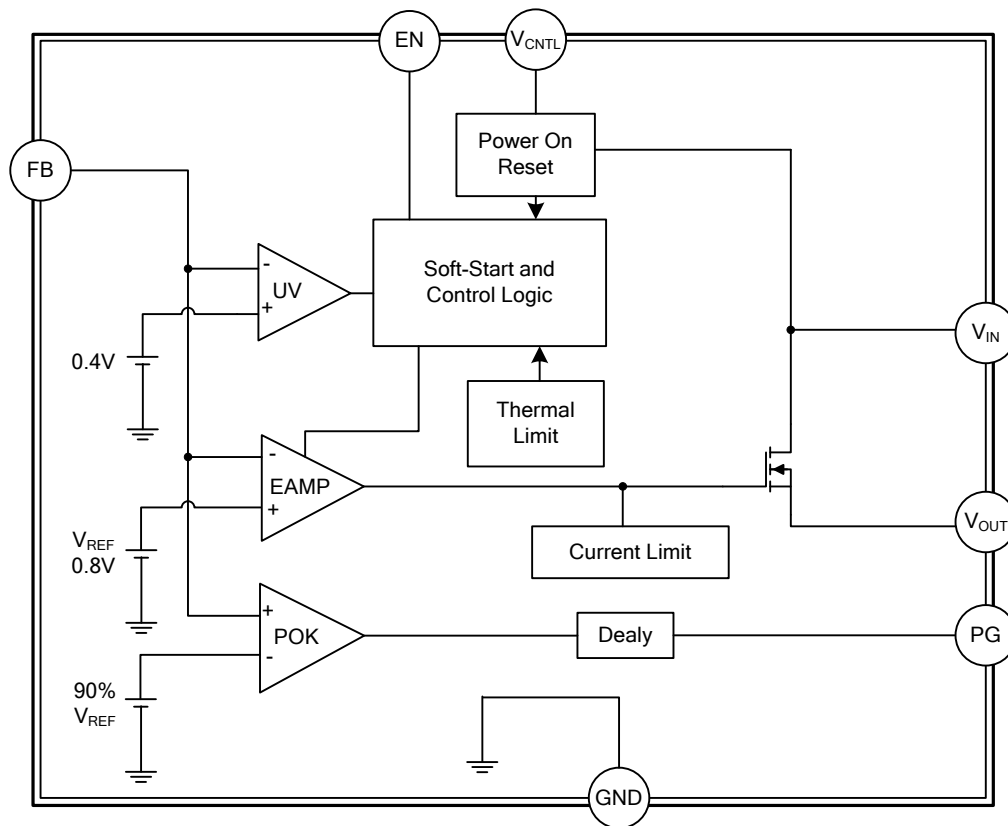 EN
VCNTL
Power On
Reset
FB
-
UV
+
Soft-Start and
Control Logic
0.4V
VIN
Thermal
Limit
-
EAMP
+
VREF
0.8V
VOUT
Current Limit
+
POK
-
Dealy
PG
90%
VREF
GND